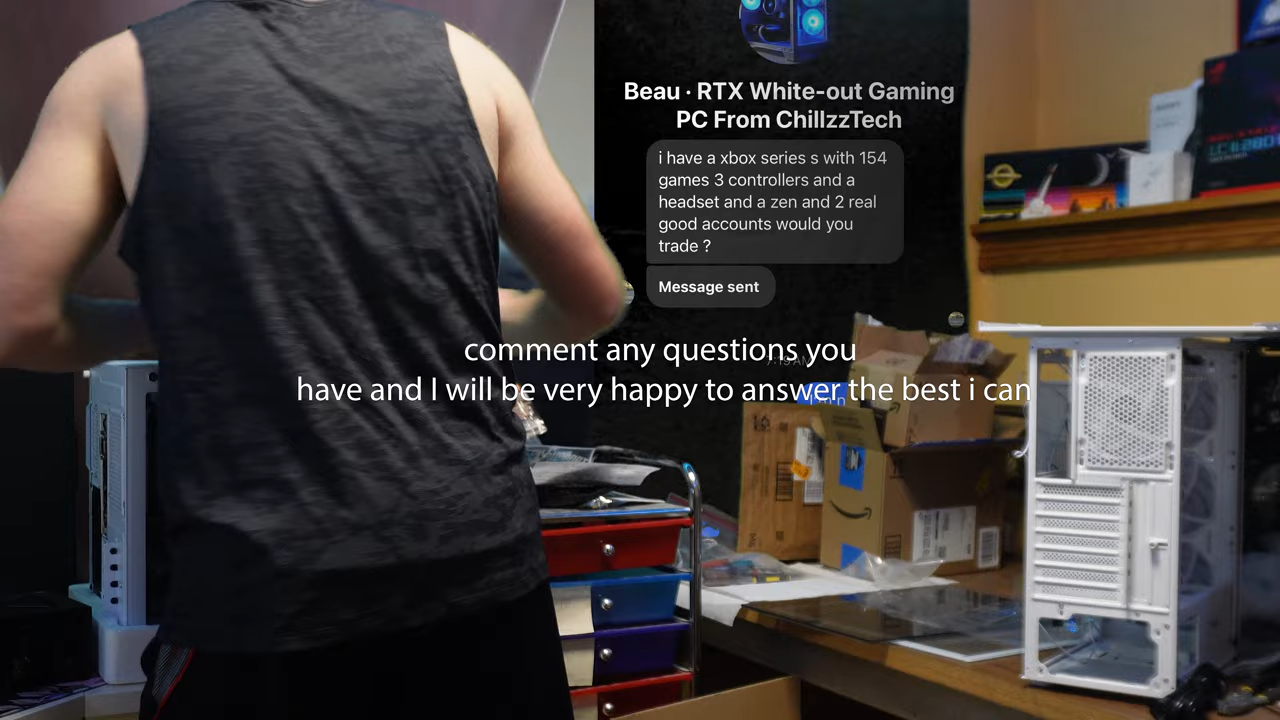 Beau · RTX White-out Gaming
PC From ChillzzTech
i have a xbox series s with 154
games 3 controllers and a
headset and a zen and 2 real
good accounts would you
trade ?
Message sent
comment any questions you
have and I will be very happy to answer the best i can